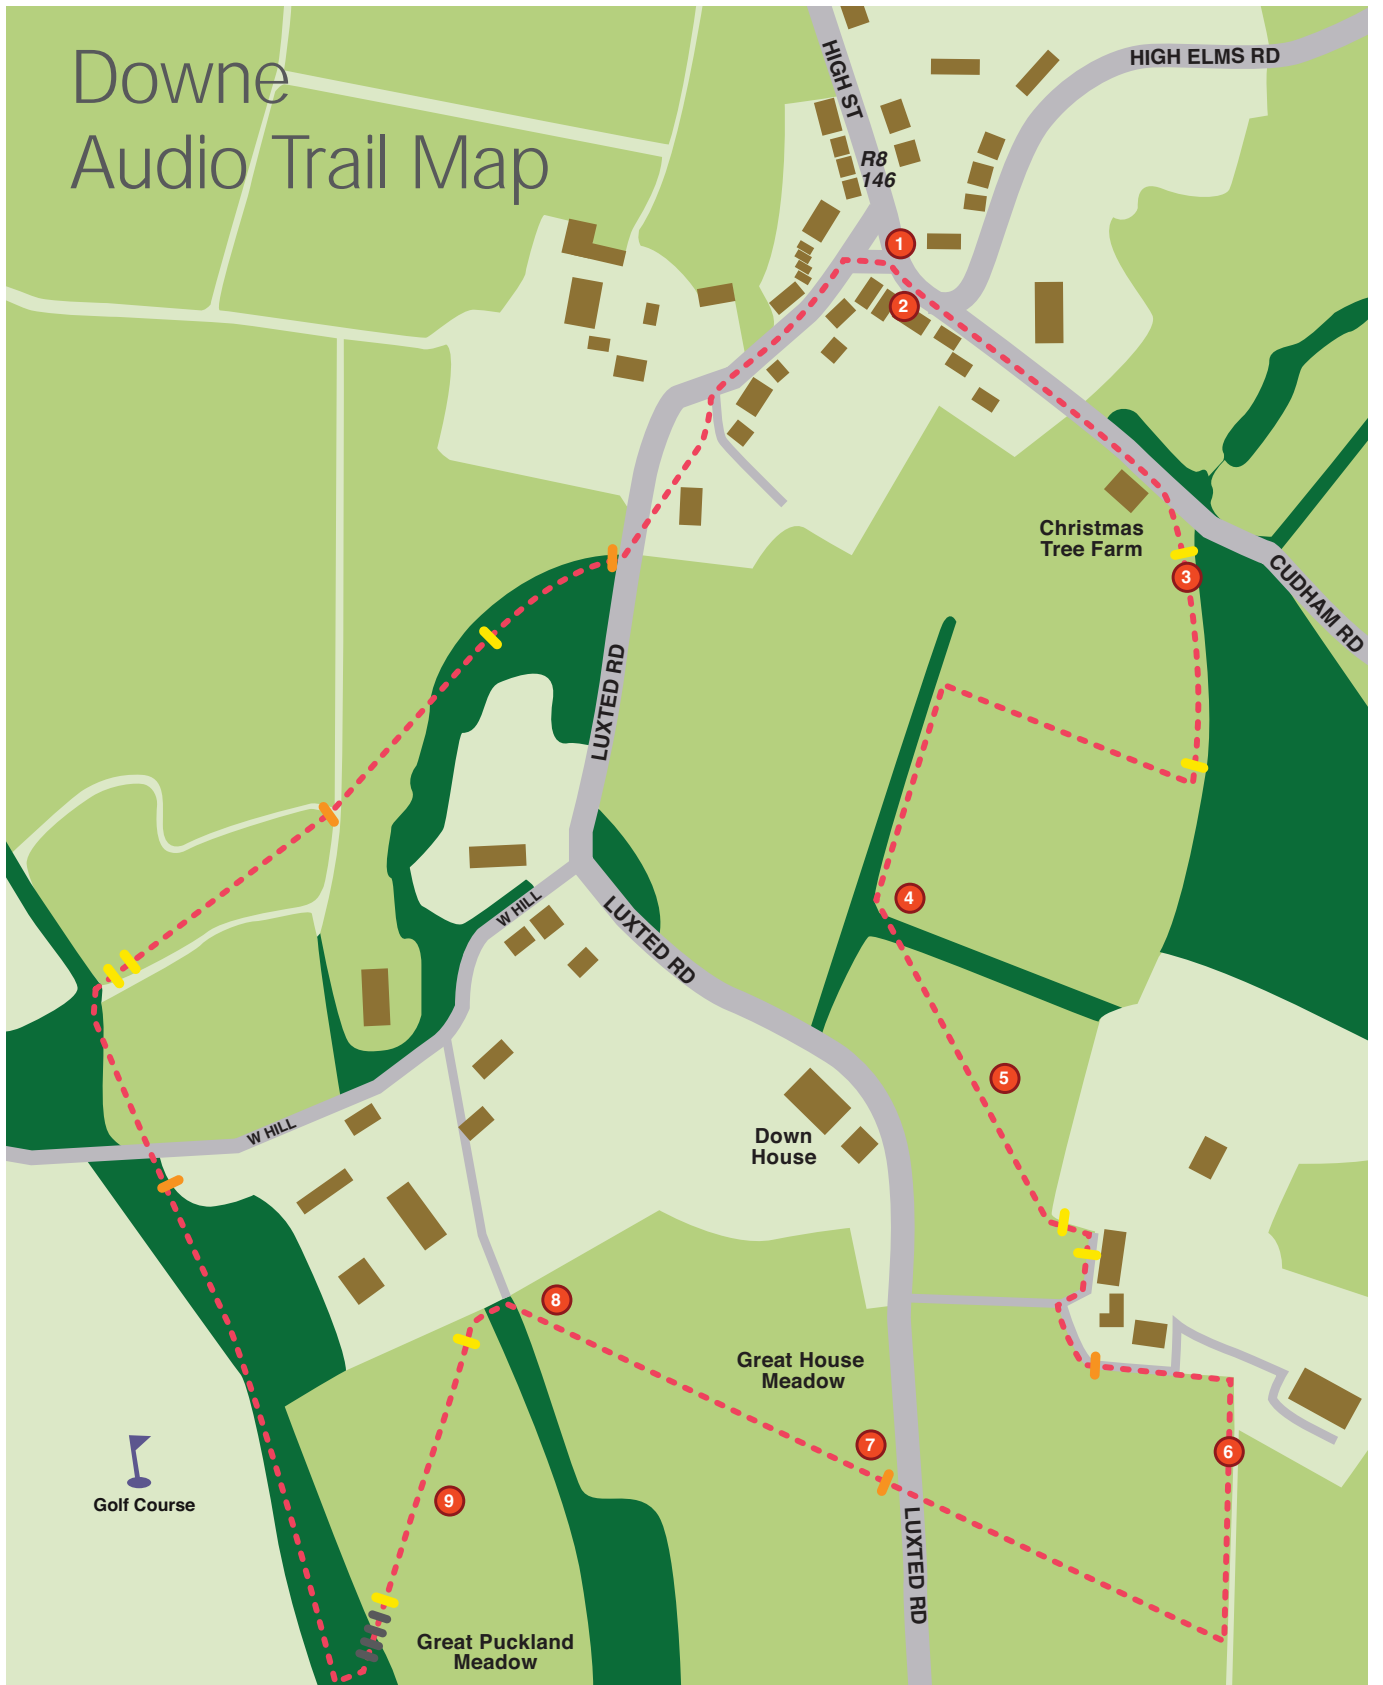 Downe
Audio Trail Map
HIGH ST
HIGH ELMS RD
R8
146
1
2
Christmas
Tree Farm
3
CUDHAM RD
LUXTED RD
4
W HILL
LUXTED RD
5
W HILL
Down
House
8
Great House
Meadow
7
6
9
Golf Course
LUXTED RD
Great Puckland
Meadow